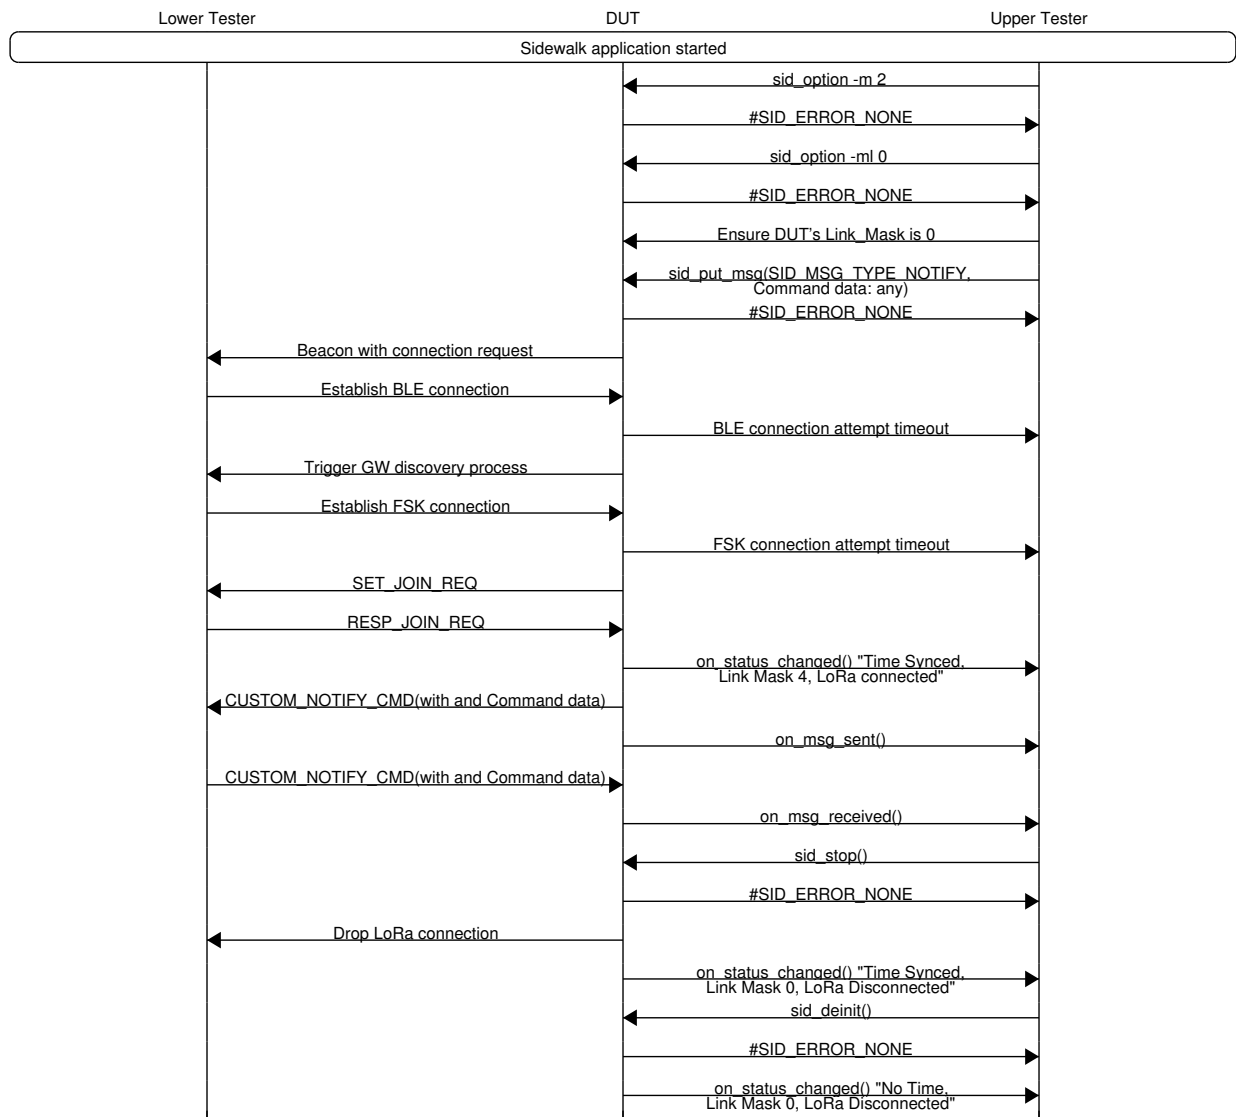 Lower Tester
DUT
Upper Tester
Sidewalk application started
sid_option -m 2
#SID_ERROR_NONE
sid_option -ml 0
#SID_ERROR_NONE
Ensure DUT's Link_Mask is 0
sid_put_msg(SID_MSG_TYPE_NOTIFY,
Command data: any)
#SID_ERROR_NONE
Beacon with connection request
Establish BLE connection
BLE connection attempt timeout
Trigger GW discovery process
Establish FSK connection
FSK connection attempt timeout
SET_JOIN_REQ
RESP_JOIN_REQ
on_status_changed() "Time Synced,
Link Mask 4, LoRa connected"
CUSTOM_NOTIFY_CMD(with and Command data)
on_msg_sent()
CUSTOM_NOTIFY_CMD(with and Command data)
on_msg_received()
sid_stop()
#SID_ERROR_NONE
Drop LoRa connection
on_status_changed() "Time Synced,
Link Mask 0, LoRa Disconnected"
sid_deinit()
#SID_ERROR_NONE
on_status_changed() "No Time,
Link Mask 0, LoRa Disconnected"